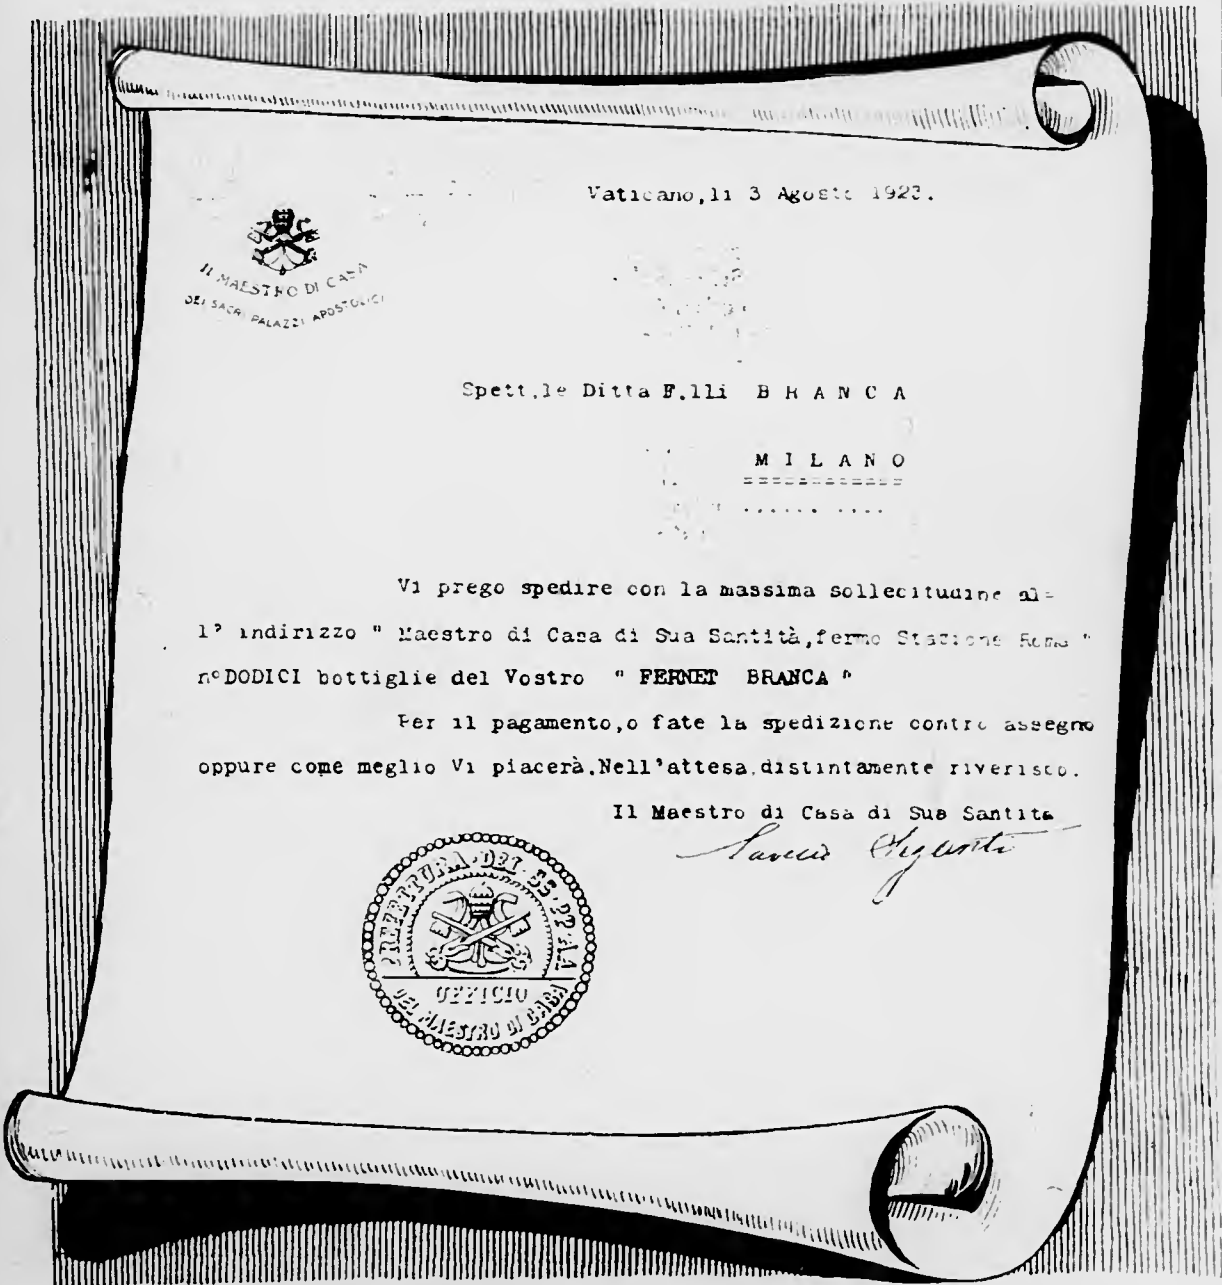 Vaticano,li 3 Agosto 1923.
IL MAESTRO DI CASA
DEI SACRI PALAZZI APOSTOLICI
Spett.le Ditta F.lli B R A N C A
M I L A N O
============
...... ....
Vi prego spedire con la massima sollecitudine al=
l' indirizzo " Maestro di Casa di Sua Santità,fermo Stazione Roma "
n° DODICI bottiglie del Vostro " FERNET BRANCA "
Per il pagamento,o fate la spedizione contro assegno
oppure come meglio Vi piacerà.Nell'attesa,distintamente riverisco.
Il Maestro di Casa di Sua Santità
PREFETTURA·DEI·SS·PP·AA
UFFICIO
DEL MAESTRO DI CASA